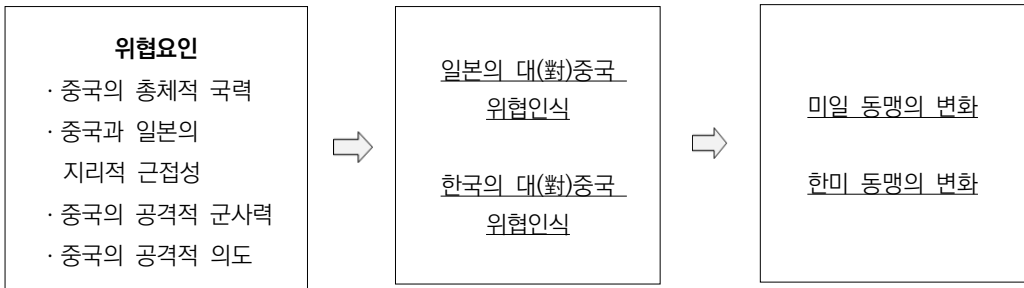 위협요인
· 중국의 총체적 국력
· 중국과 일본의
지리적 근접성
· 중국의 공격적 군사력
· 중국의 공격적 의도
일본의 대(對)중국
위협인식
한국의 대(對)중국
위협인식
미일 동맹의 변화
한미 동맹의 변화